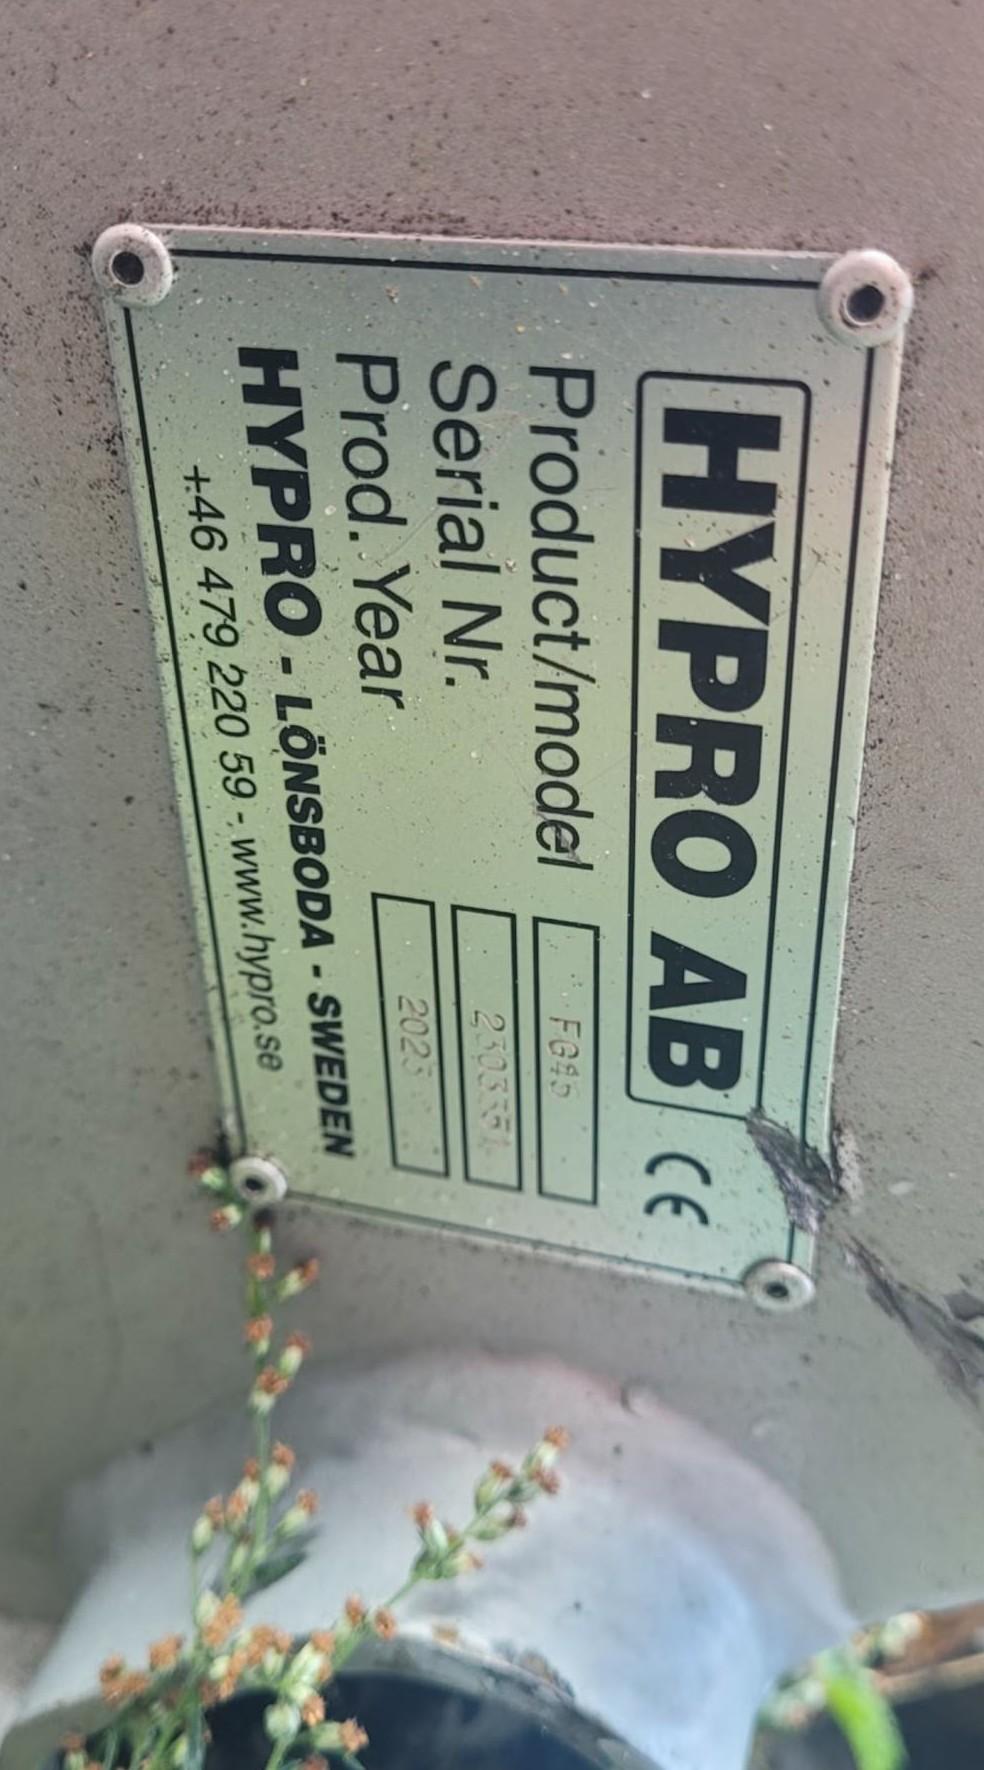 HYPRO AB CE
Product/model FG45
Serial Nr.
Prod. Year 2023
HYPRO - LÖNSBODA - SWEDEN
+46 479 220 59 - www.hypro.se